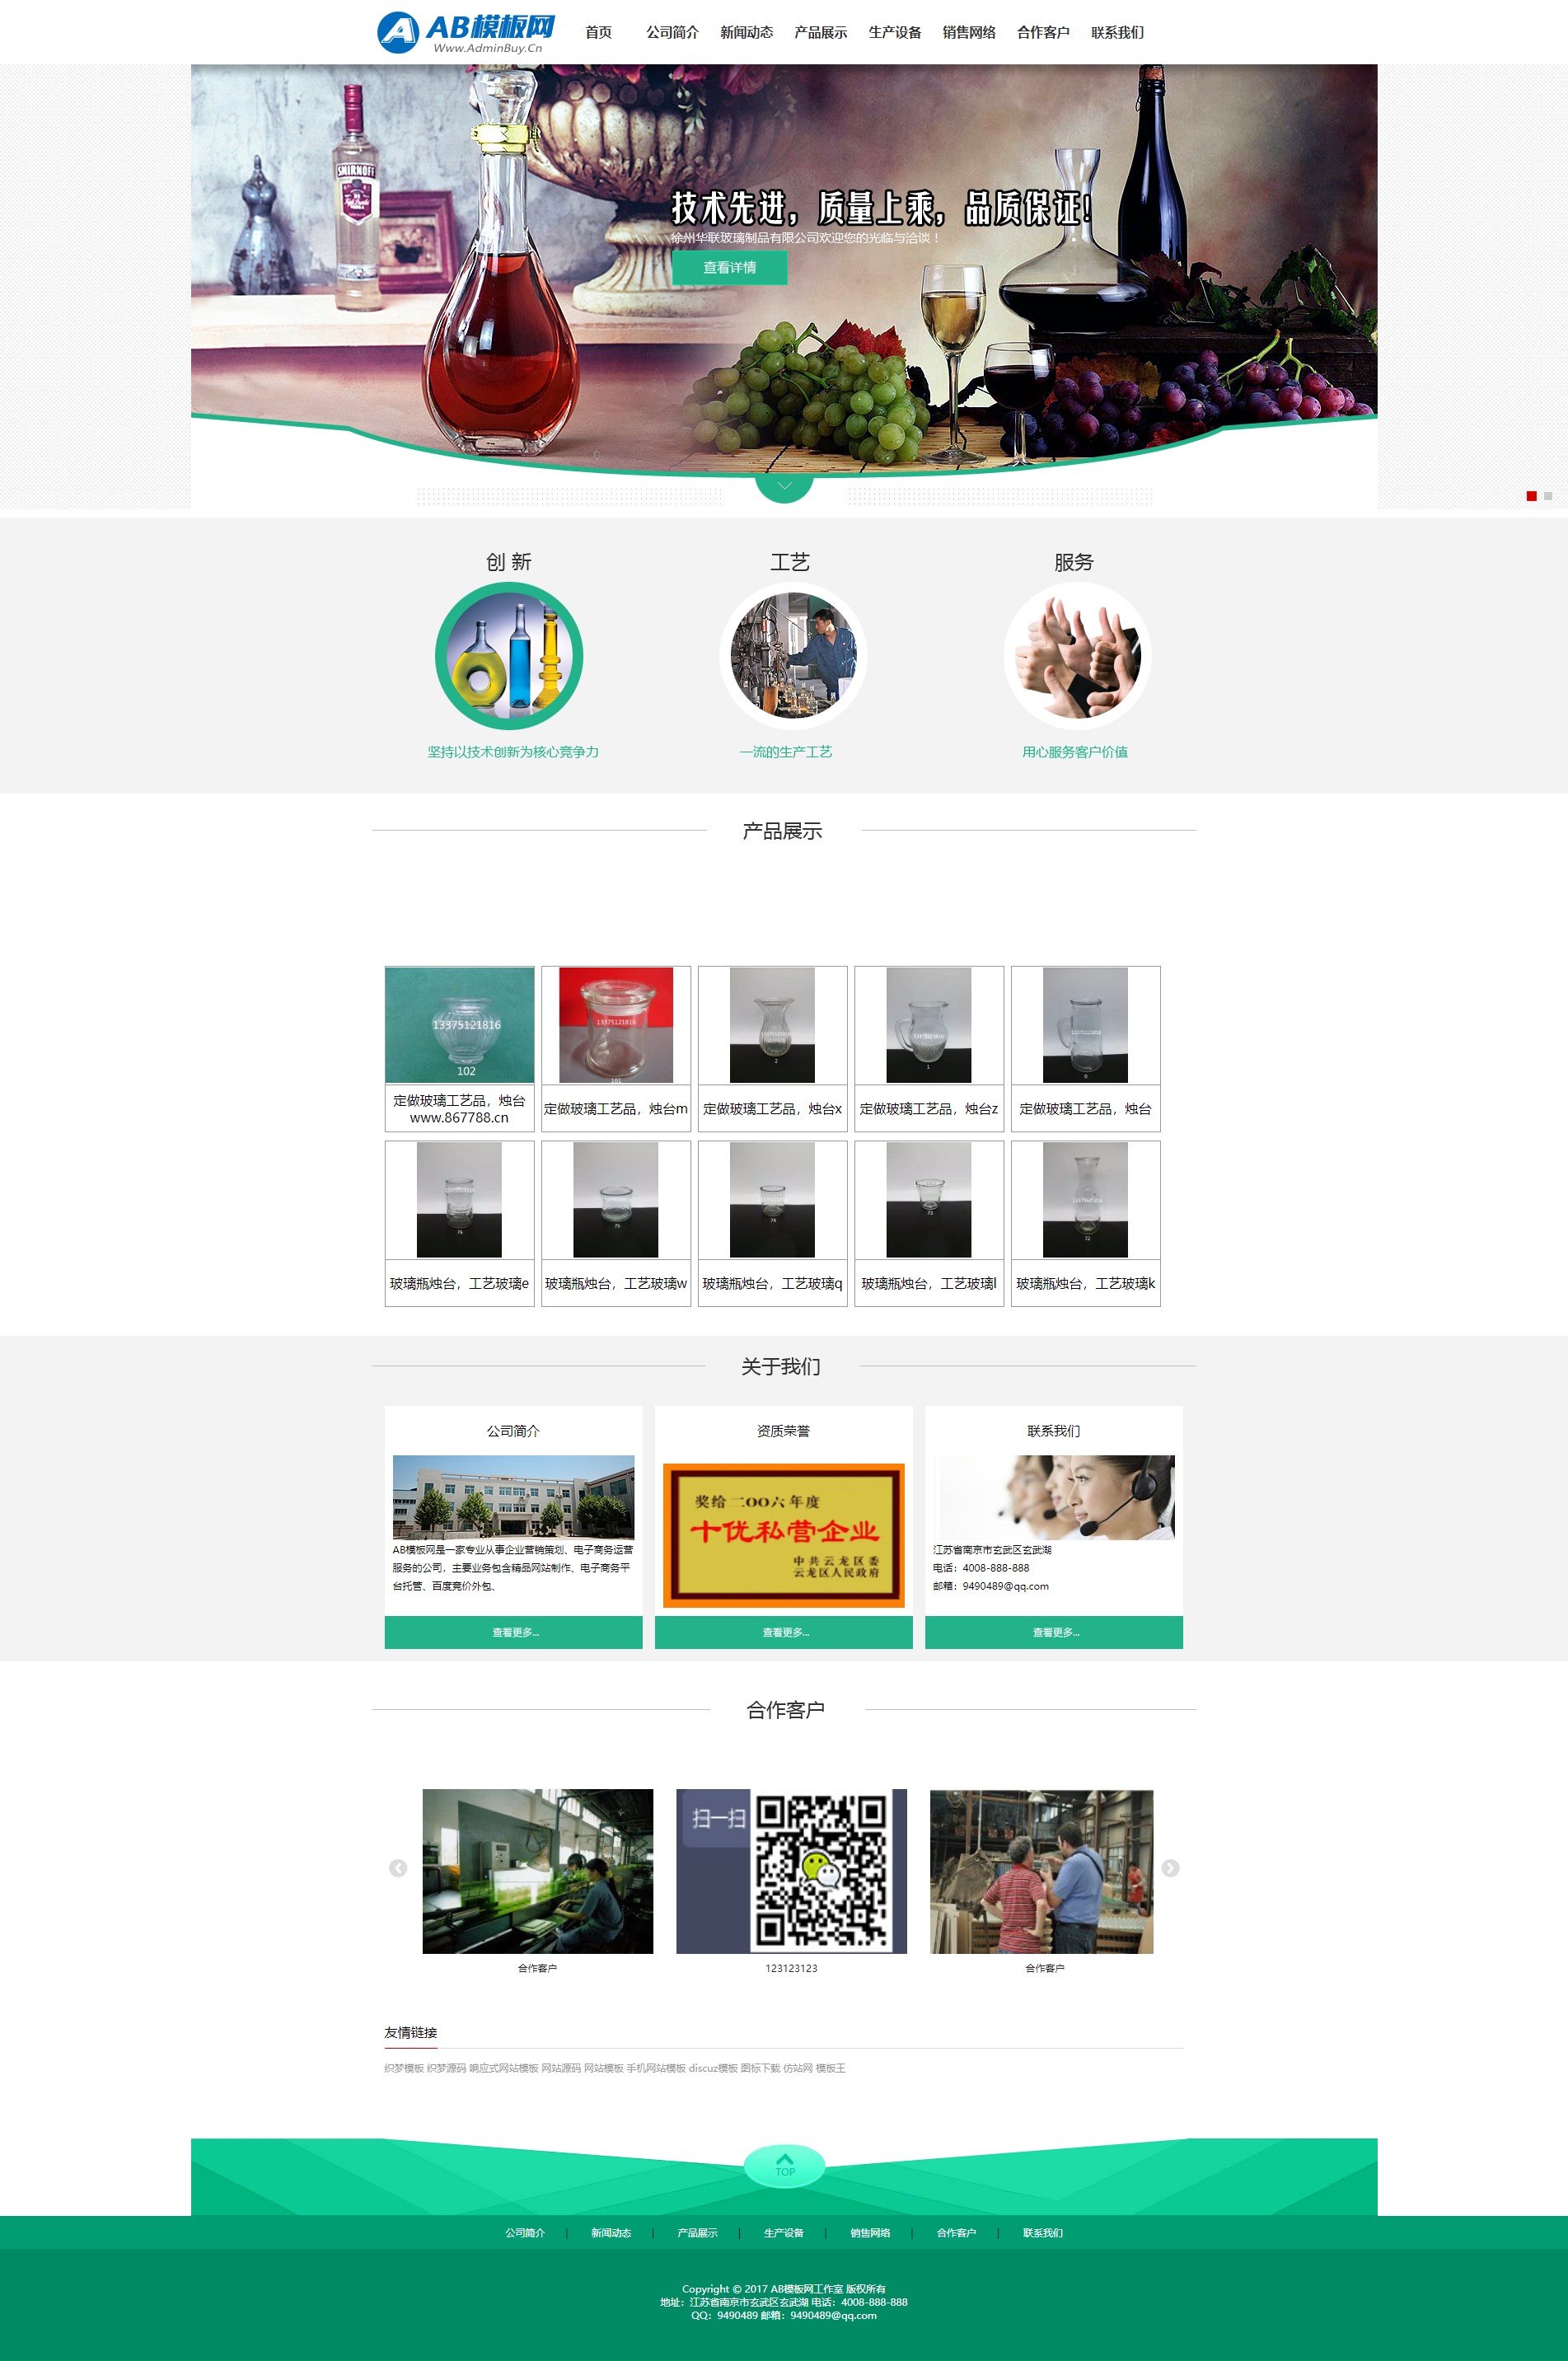 AB模板网
Www.AdminBuy.Cn
首页 公司简介 新闻动态 产品展示 生产设备 销售网络 合作客户 联系我们
SMIRNOFF
技术先进，质量上乘，品质保证!
徐州华联玻璃制品有限公司欢迎您的光临与洽谈！
查看详情
创 新 工艺 服务
坚持以技术创新为核心竞争力 一流的生产工艺 用心服务客户价值
产品展示
13375121816
102
13375121816
101
13375121816
2
13375121816
1
13375121816
0
定做玻璃工艺品，烛台
www.867788.cn
定做玻璃工艺品，烛台m
定做玻璃工艺品，烛台x
定做玻璃工艺品，烛台z
定做玻璃工艺品，烛台
75
74
73
13375121816
72
玻璃瓶烛台，工艺玻璃e
玻璃瓶烛台，工艺玻璃w
玻璃瓶烛台，工艺玻璃q
玻璃瓶烛台，工艺玻璃l
玻璃瓶烛台，工艺玻璃k
关于我们
公司简介
AB模板网是一家专业从事企业营销策划、电子商务运营
服务的公司，主要业务包含精品网站制作、电子商务平
台托管、百度竞价外包、
查看更多...
资质荣誉
奖给二OO六年度
十优私营企业
中共云龙区委
云龙区人民政府
查看更多...
联系我们
江苏省南京市玄武区玄武湖
电话：4008-888-888
邮箱：9490489@qq.com
查看更多...
合作客户
扫一扫
合作客户
123123123
合作客户
友情链接
织梦模板 织梦源码 响应式网站模板 网站源码 网站模板 手机网站模板 discuz模板 图标下载 仿站网 模板王
TOP
公司简介 | 新闻动态 | 产品展示 | 生产设备 | 销售网络 | 合作客户 | 联系我们
Copyright © 2017 AB模板网工作室 版权所有
地址：江苏省南京市玄武区玄武湖 电话：4008-888-888
QQ：9490489 邮箱：9490489@qq.com